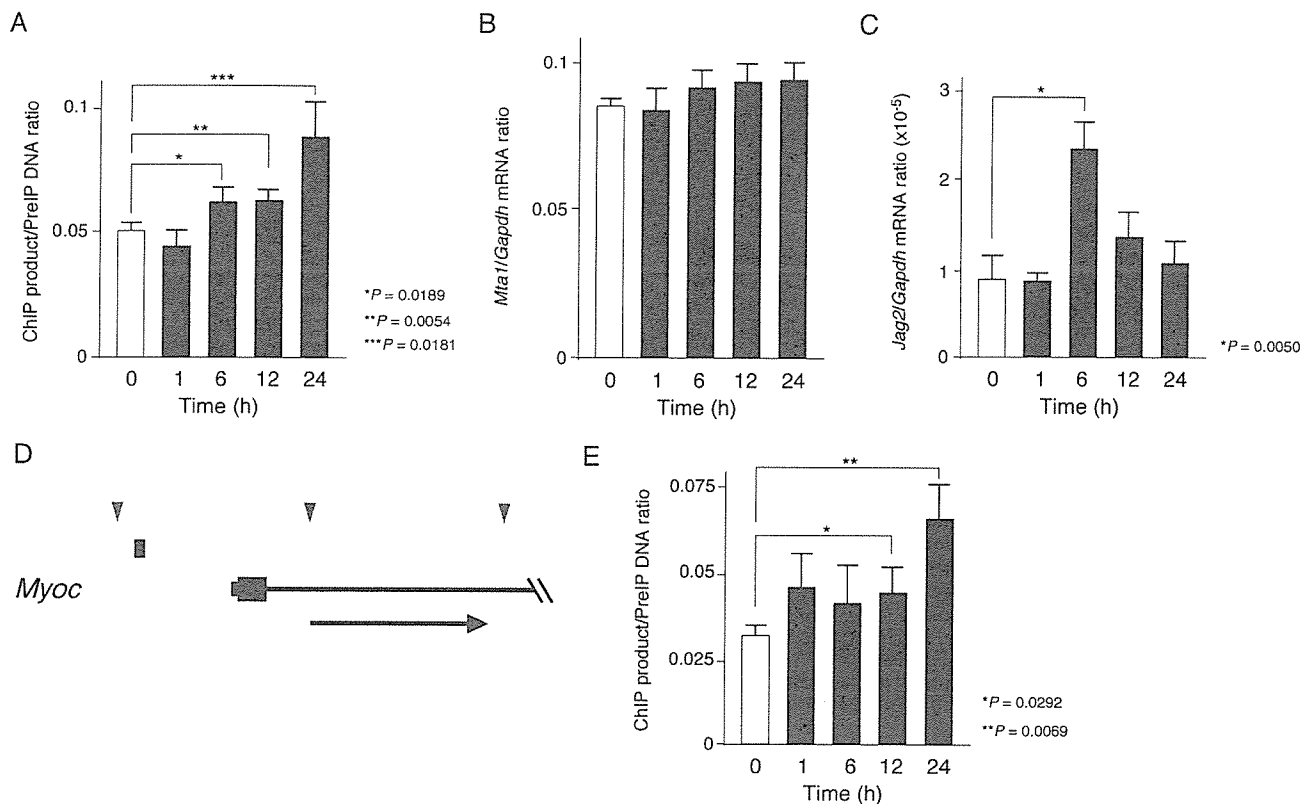 A
ChIP product/PreIP DNA ratio
0.1
0.05
0
***
**
*
0 1 6 12 24
Time (h)
*P = 0.0189
**P = 0.0054
***P = 0.0181
B
Mta1/Gapdh mRNA ratio
0.1
0.05
0
0 1 6 12 24
Time (h)
C
Jag2/Gapdh mRNA ratio (x10-5)
3
2
1
0
*
0 1 6 12 24
Time (h)
*P = 0.0050
D
Myoc
E
ChIP product/PreIP DNA ratio
0.075
0.05
0.025
0
**
*
0 1 6 12 24
Time (h)
*P = 0.0292
**P = 0.0069